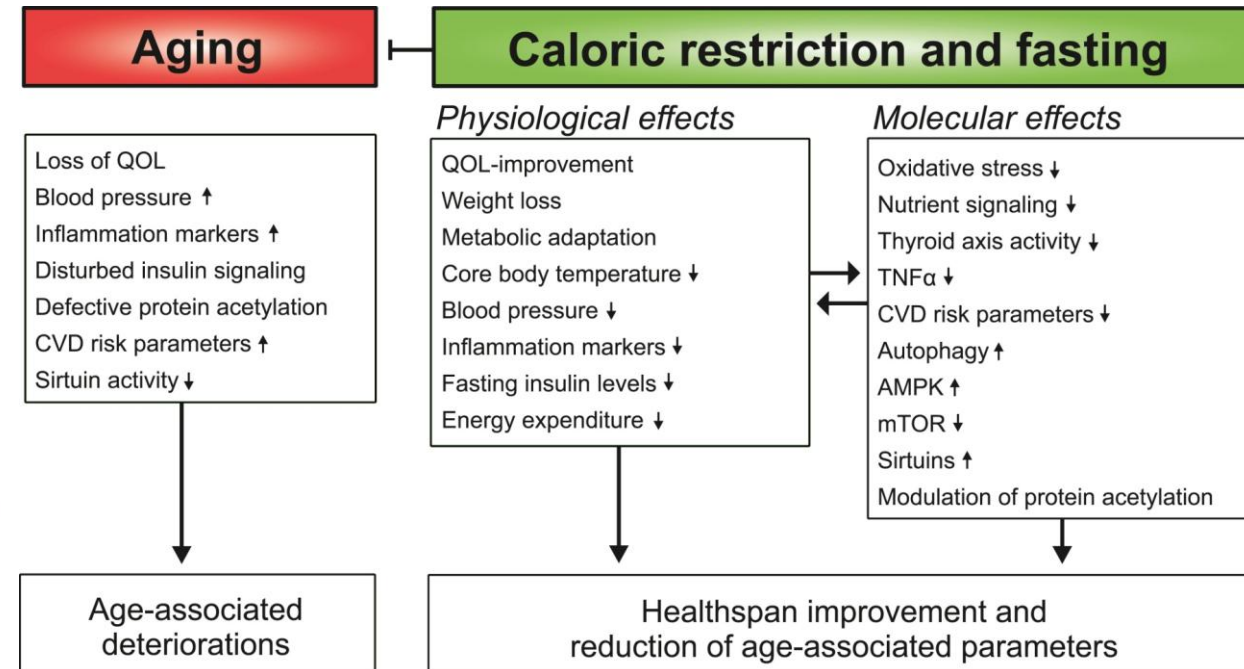 Aging
Caloric restriction and fasting
Loss of QOL
Blood pressure ↑
Inflammation markers ↑
Disturbed insulin signaling
Defective protein acetylation
CVD risk parameters ↑
Sirtuin activity ↓
Age-associated
deteriorations
Physiological effects
QOL-improvement
Weight loss
Metabolic adaptation
Core body temperature ↓
Blood pressure ↓
Inflammation markers ↓
Fasting insulin levels ↓
Energy expenditure ↓
Molecular effects
Oxidative stress ↓
Nutrient signaling ↓
Thyroid axis activity ↓
TNFα ↓
CVD risk parameters ↓
Autophagy ↑
AMPK ↑
mTOR ↓
Sirtuins ↑
Modulation of protein acetylation
Healthspan improvement and
reduction of age-associated parameters